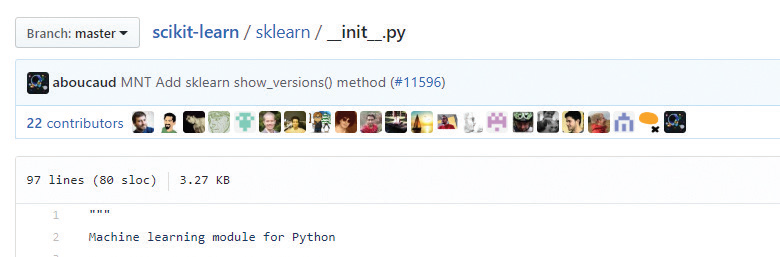 Branch: master scikit-learn / sklearn / __init__.py
aboucaud MNT Add sklearn show_versions() method (#11596)
22 contributors
97 lines (80 sloc) 3.27 KB
1 """
2 Machine learning module for Python